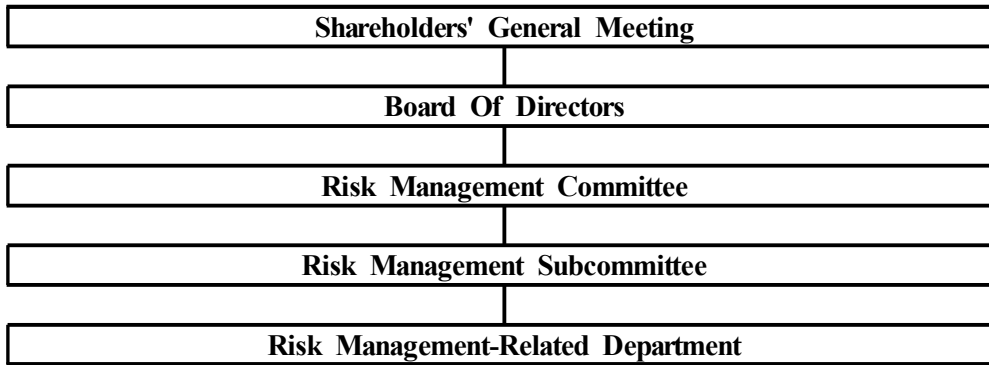 Shareholders' General Meeting
Board Of Directors
Risk Management Committee
Risk Management Subcommittee
Risk Management-Related Department